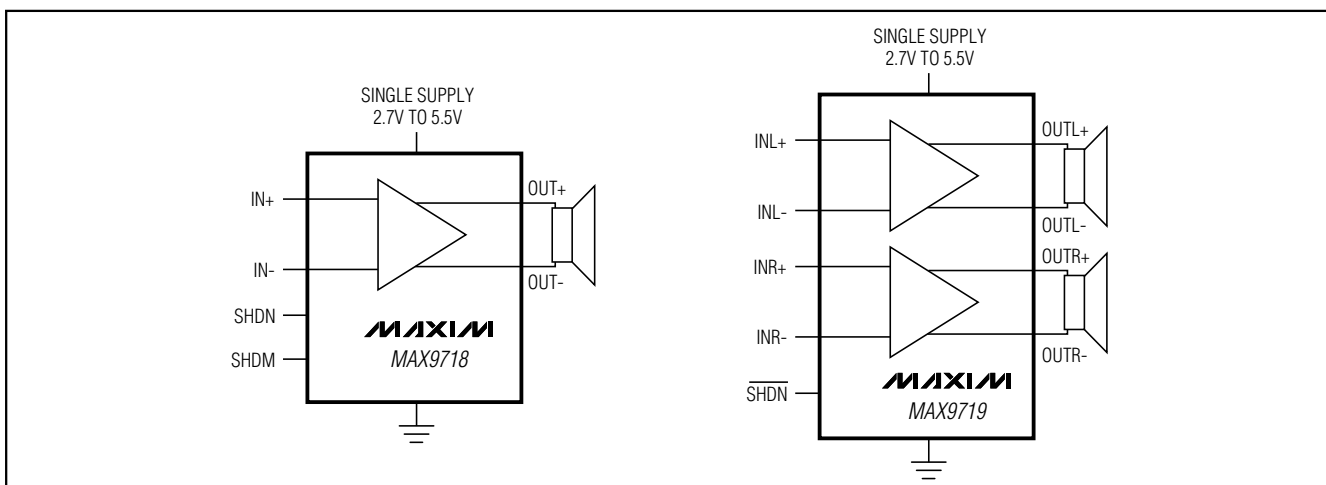 SINGLE SUPPLY
2.7V TO 5.5V
IN+
IN-
SHDN
SHDM
OUT+
OUT-
MAXIM
MAX9718
SINGLE SUPPLY
2.7V TO 5.5V
INL+
INL-
INR+
INR-
SHDN
OUTL+
OUTL-
OUTR+
OUTR-
MAXIM
MAX9719